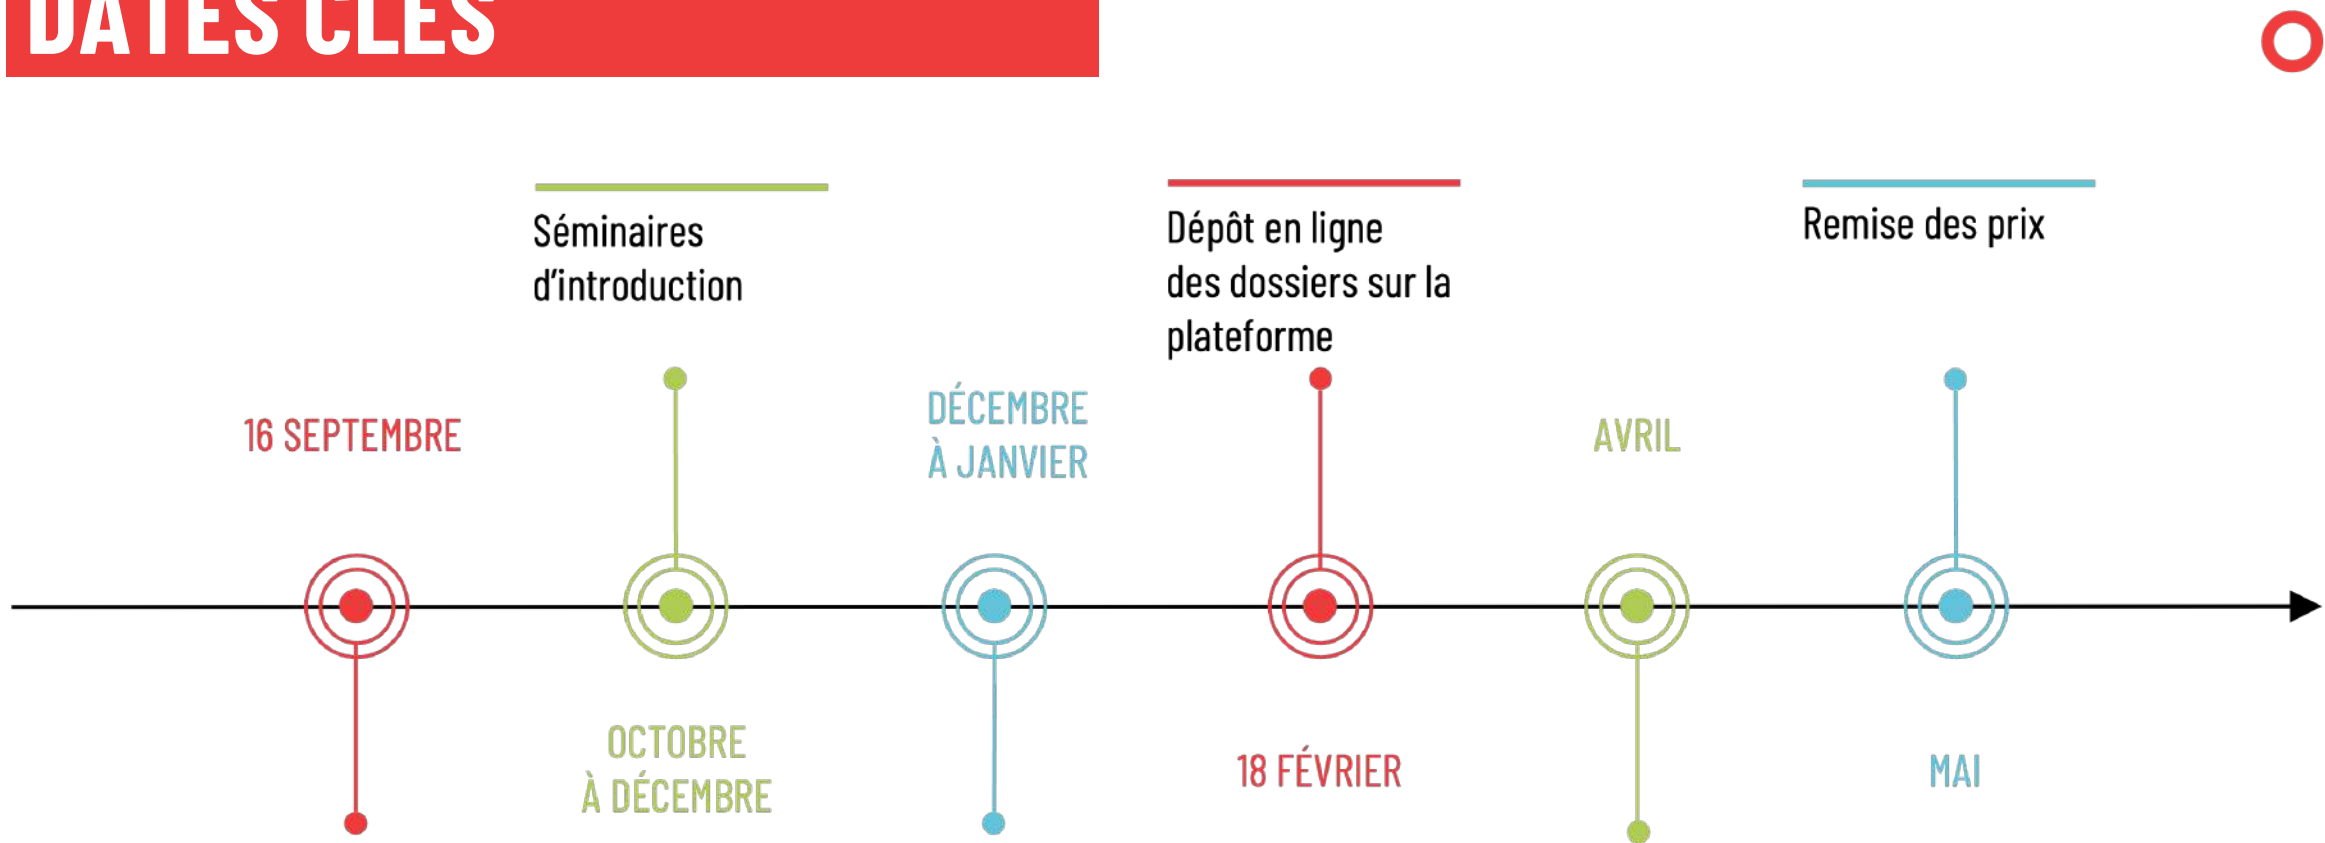 DATES CLÉS
Séminaires
d'introduction
Dépôt en ligne
des dossiers sur la
plateforme
Remise des prix
16 SEPTEMBRE
DÉCEMBRE
À JANVIER
AVRIL
OCTOBRE
À DÉCEMBRE
18 FÉVRIER
MAI